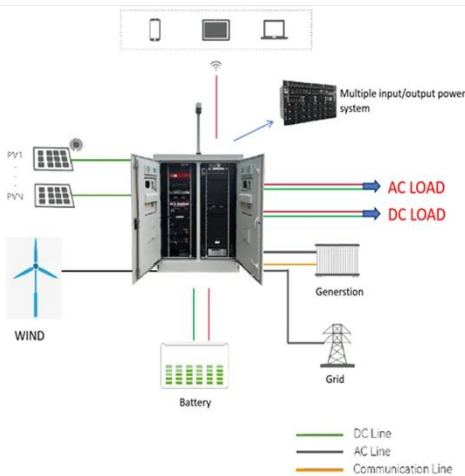 Multiple input/output power
system
PV1
PVN
AC LOAD
DC LOAD
WIND
Generstion
Grid
Battery
DC Line
AC Line
Communication Line